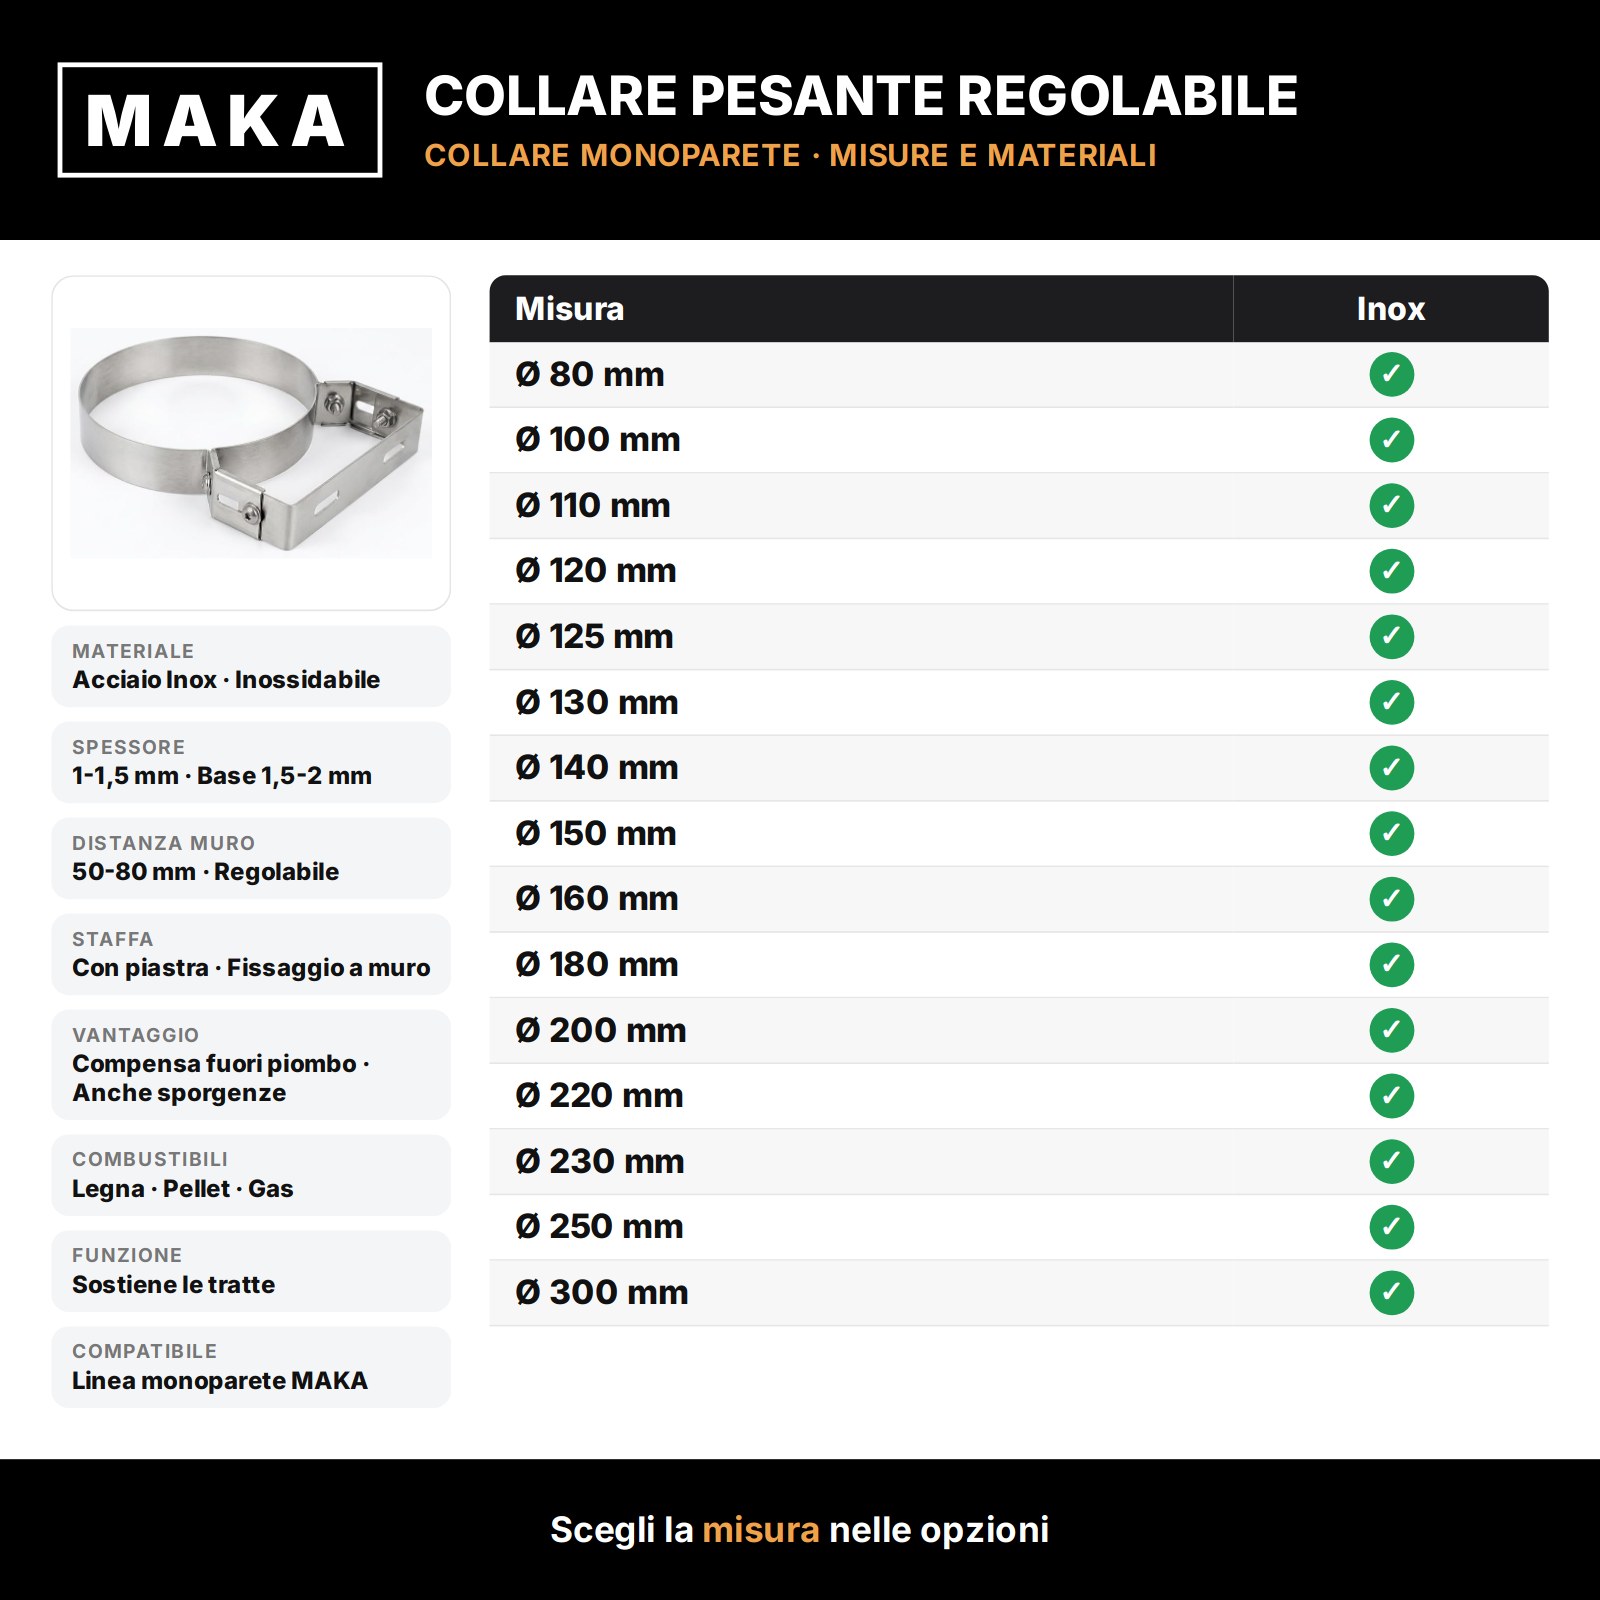 MAKA
COLLARE PESANTE REGOLABILE
COLLARE MONOPARETE · MISURE E MATERIALI
MATERIALE
Acciaio Inox · Inossidabile
SPESSORE
1-1,5 mm · Base 1,5-2 mm
DISTANZA MURO
50-80 mm · Regolabile
STAFFA
Con piastra · Fissaggio a muro
VANTAGGIO
Compensa fuori piombo ·
Anche sporgenze
COMBUSTIBILI
Legna · Pellet · Gas
FUNZIONE
Sostiene le tratte
COMPATIBILE
Linea monoparete MAKA
Misura Inox
Ø 80 mm ✓
Ø 100 mm ✓
Ø 110 mm ✓
Ø 120 mm ✓
Ø 125 mm ✓
Ø 130 mm ✓
Ø 140 mm ✓
Ø 150 mm ✓
Ø 160 mm ✓
Ø 180 mm ✓
Ø 200 mm ✓
Ø 220 mm ✓
Ø 230 mm ✓
Ø 250 mm ✓
Ø 300 mm ✓
Scegli la misura nelle opzioni